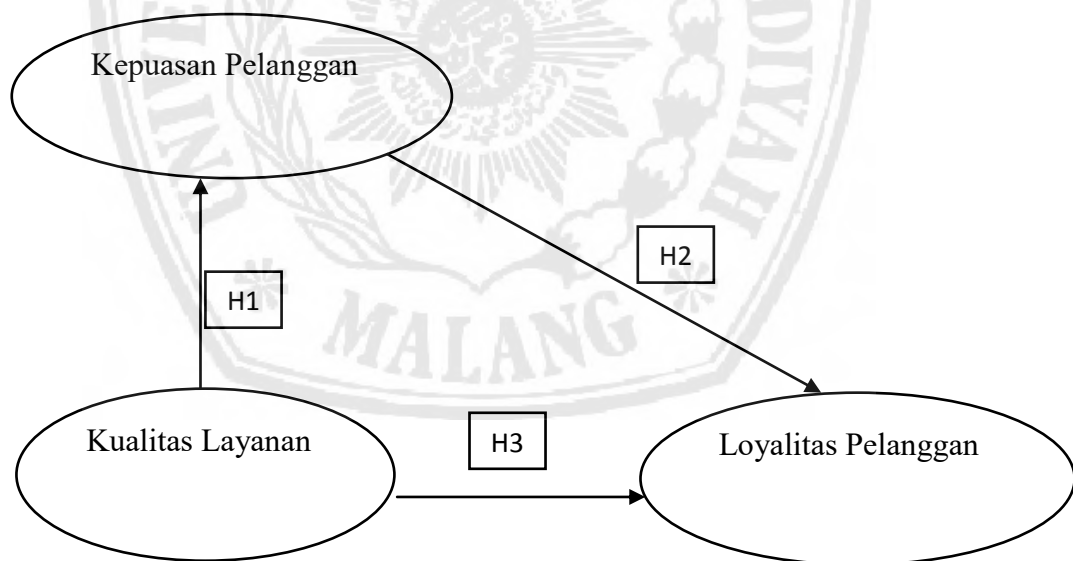 Kepuasan Pelanggan
H2
H1
MALANG
Kualitas Layanan
H3
Loyalitas Pelanggan